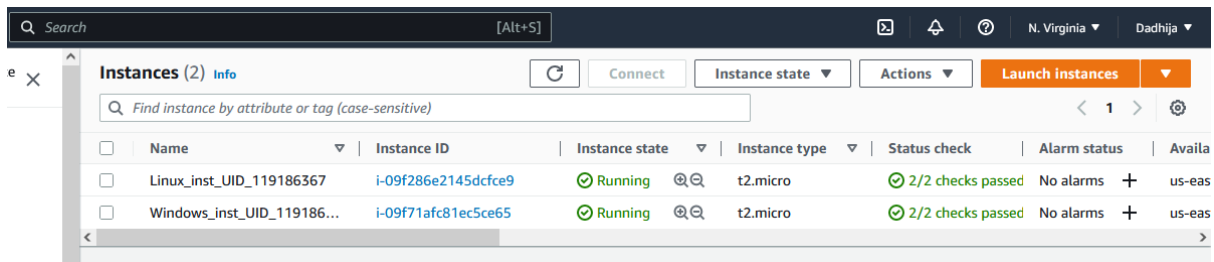 Search [Alt+S] N. Virginia Dadhija
Instances (2) Info Connect Instance state Actions Launch instances
Find instance by attribute or tag (case-sensitive) 1
Name Instance ID Instance state Instance type Status check Alarm status Availa
Linux_inst_UID_119186367 i-09f286e2145dcfce9 Running t2.micro 2/2 checks passed No alarms + us-eas
Windows_inst_UID_119186... i-09f71afc81ec5ce65 Running t2.micro 2/2 checks passed No alarms + us-eas